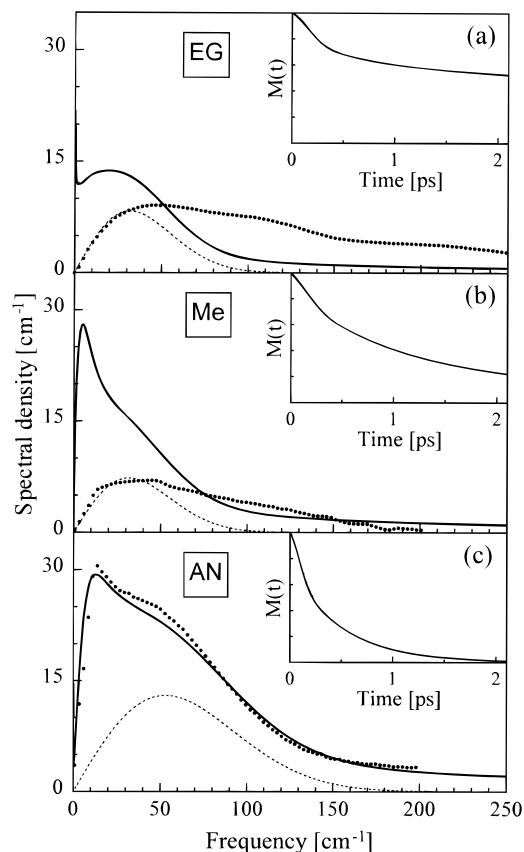 35
EG
(a)
M(t)
0 1 2
Time [ps]
30
15
0
Me
(b)
M(t)
0 1 2
Time [ps]
30
15
0
AN
(c)
M(t)
0 1 2
Time [ps]
30
15
0
Spectral density [cm-1]
0 50 100 150 200 250
Frequency [cm-1]